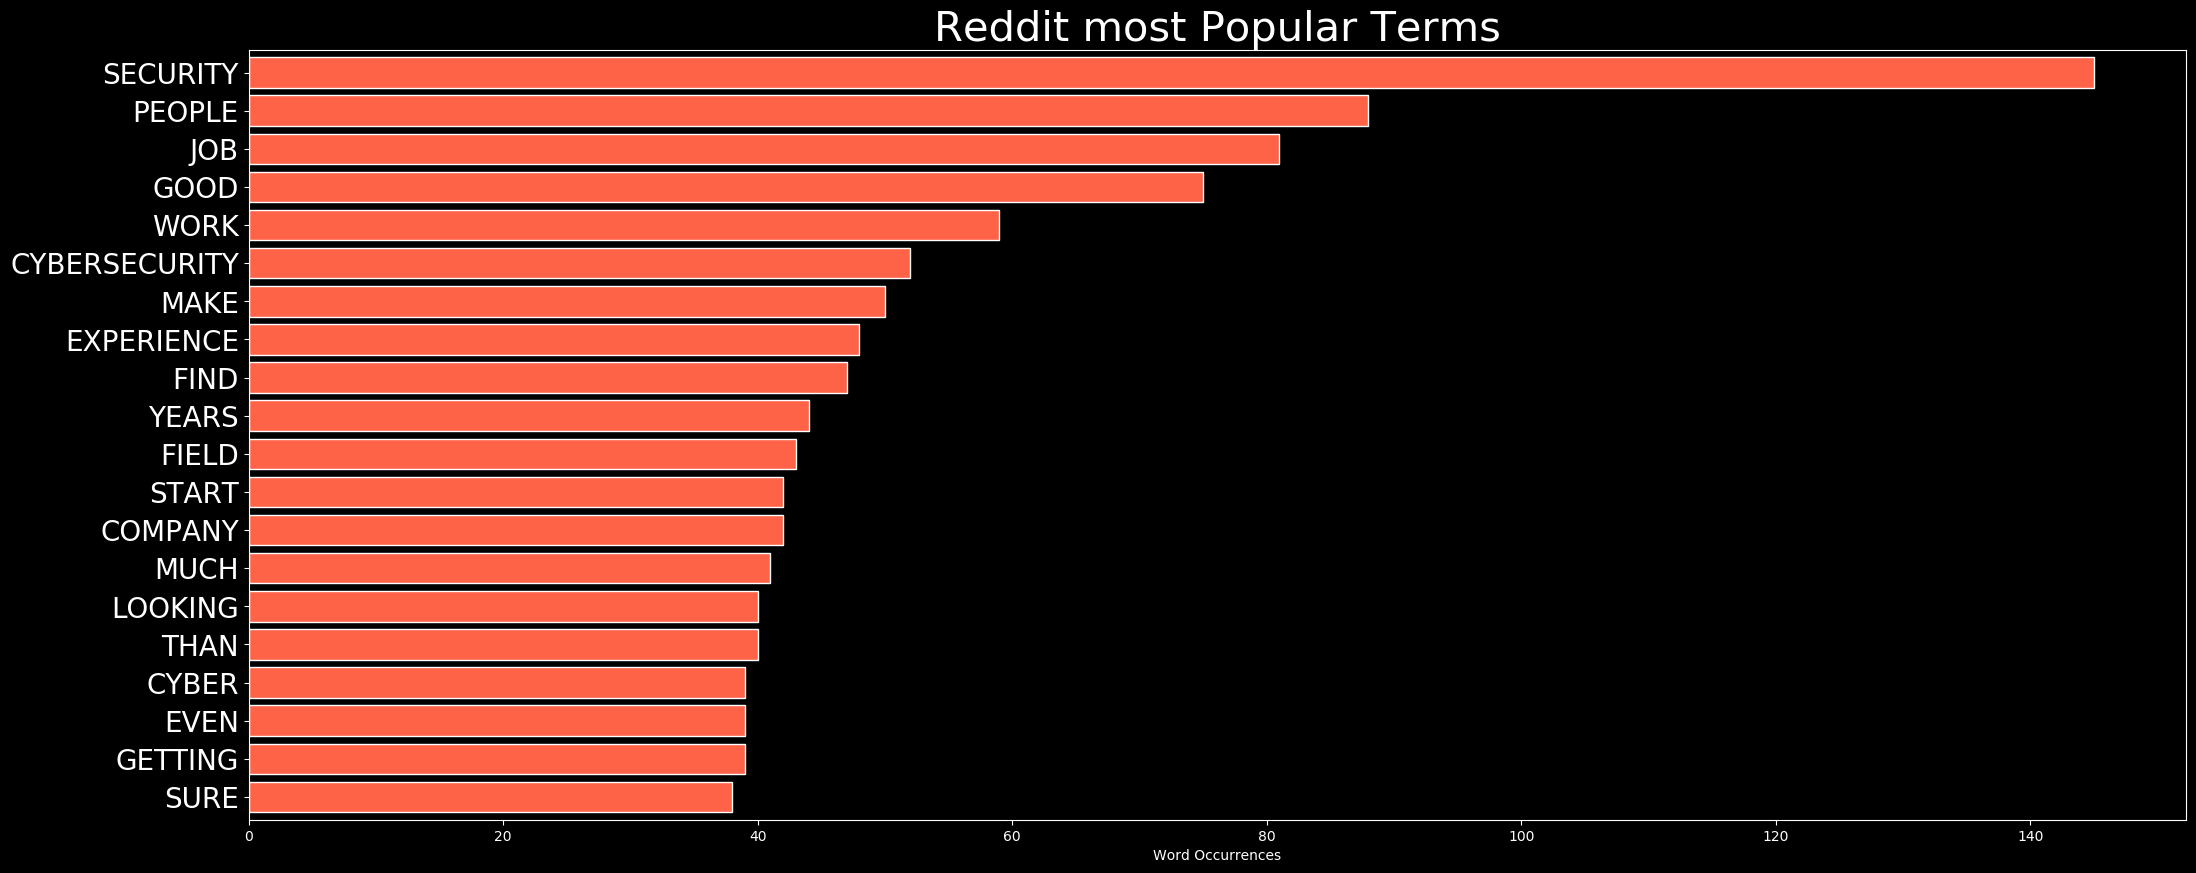 Reddit most Popular Terms
SECURITY
PEOPLE
JOB
GOOD
WORK
CYBERSECURITY
MAKE
EXPERIENCE
FIND
YEARS
FIELD
START
COMPANY
MUCH
LOOKING
THAN
CYBER
EVEN
GETTING
SURE
0 20 40 60 80 100 120 140
Word Occurrences